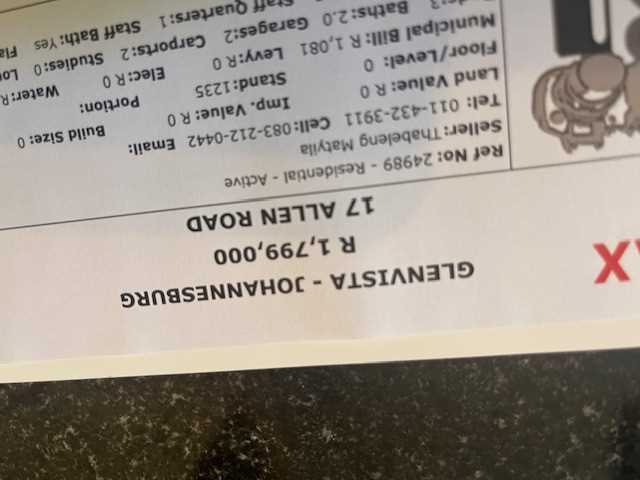 AX
GLENVISTA - JOHANNESBURG
R 1,799,000
17 ALLEN ROAD
Ref No: 24989 - Residential - Active
Seller: Thabeleng Matyila
Tel: 011-432-3911 Cell: 083-212-0442 Email:
Land Value: R 0 Imp. Value: R 0 Build Size: 0
Floor/Level: 0 Stand: 1235 Portion:
Municipal Bill: R 1,081 Levy: R 0 Elec: R 0 Water: R
Baths: 2.0 Garages: 2 Carports: 2 Studies: 0
Staff Quarters: 1 Staff Bath: Yes